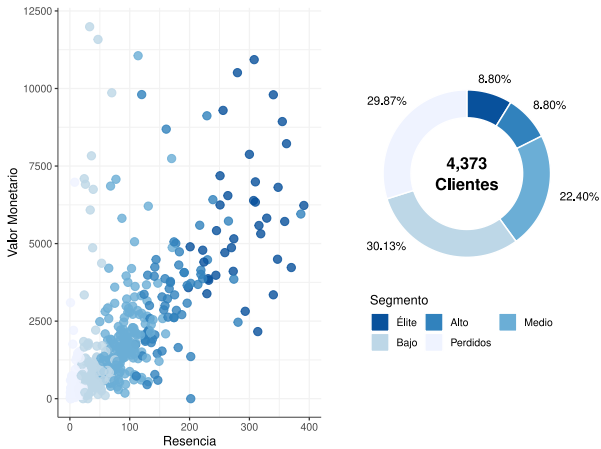 12500
10000
7500
5000
2500
0
Valor Monetario
0
100
200
300
400
Resencia
8.80%
8.80%
22.40%
30.13%
29.87%
4,373
Clientes
Segmento
Élite
Alto
Medio
Bajo
Perdidos